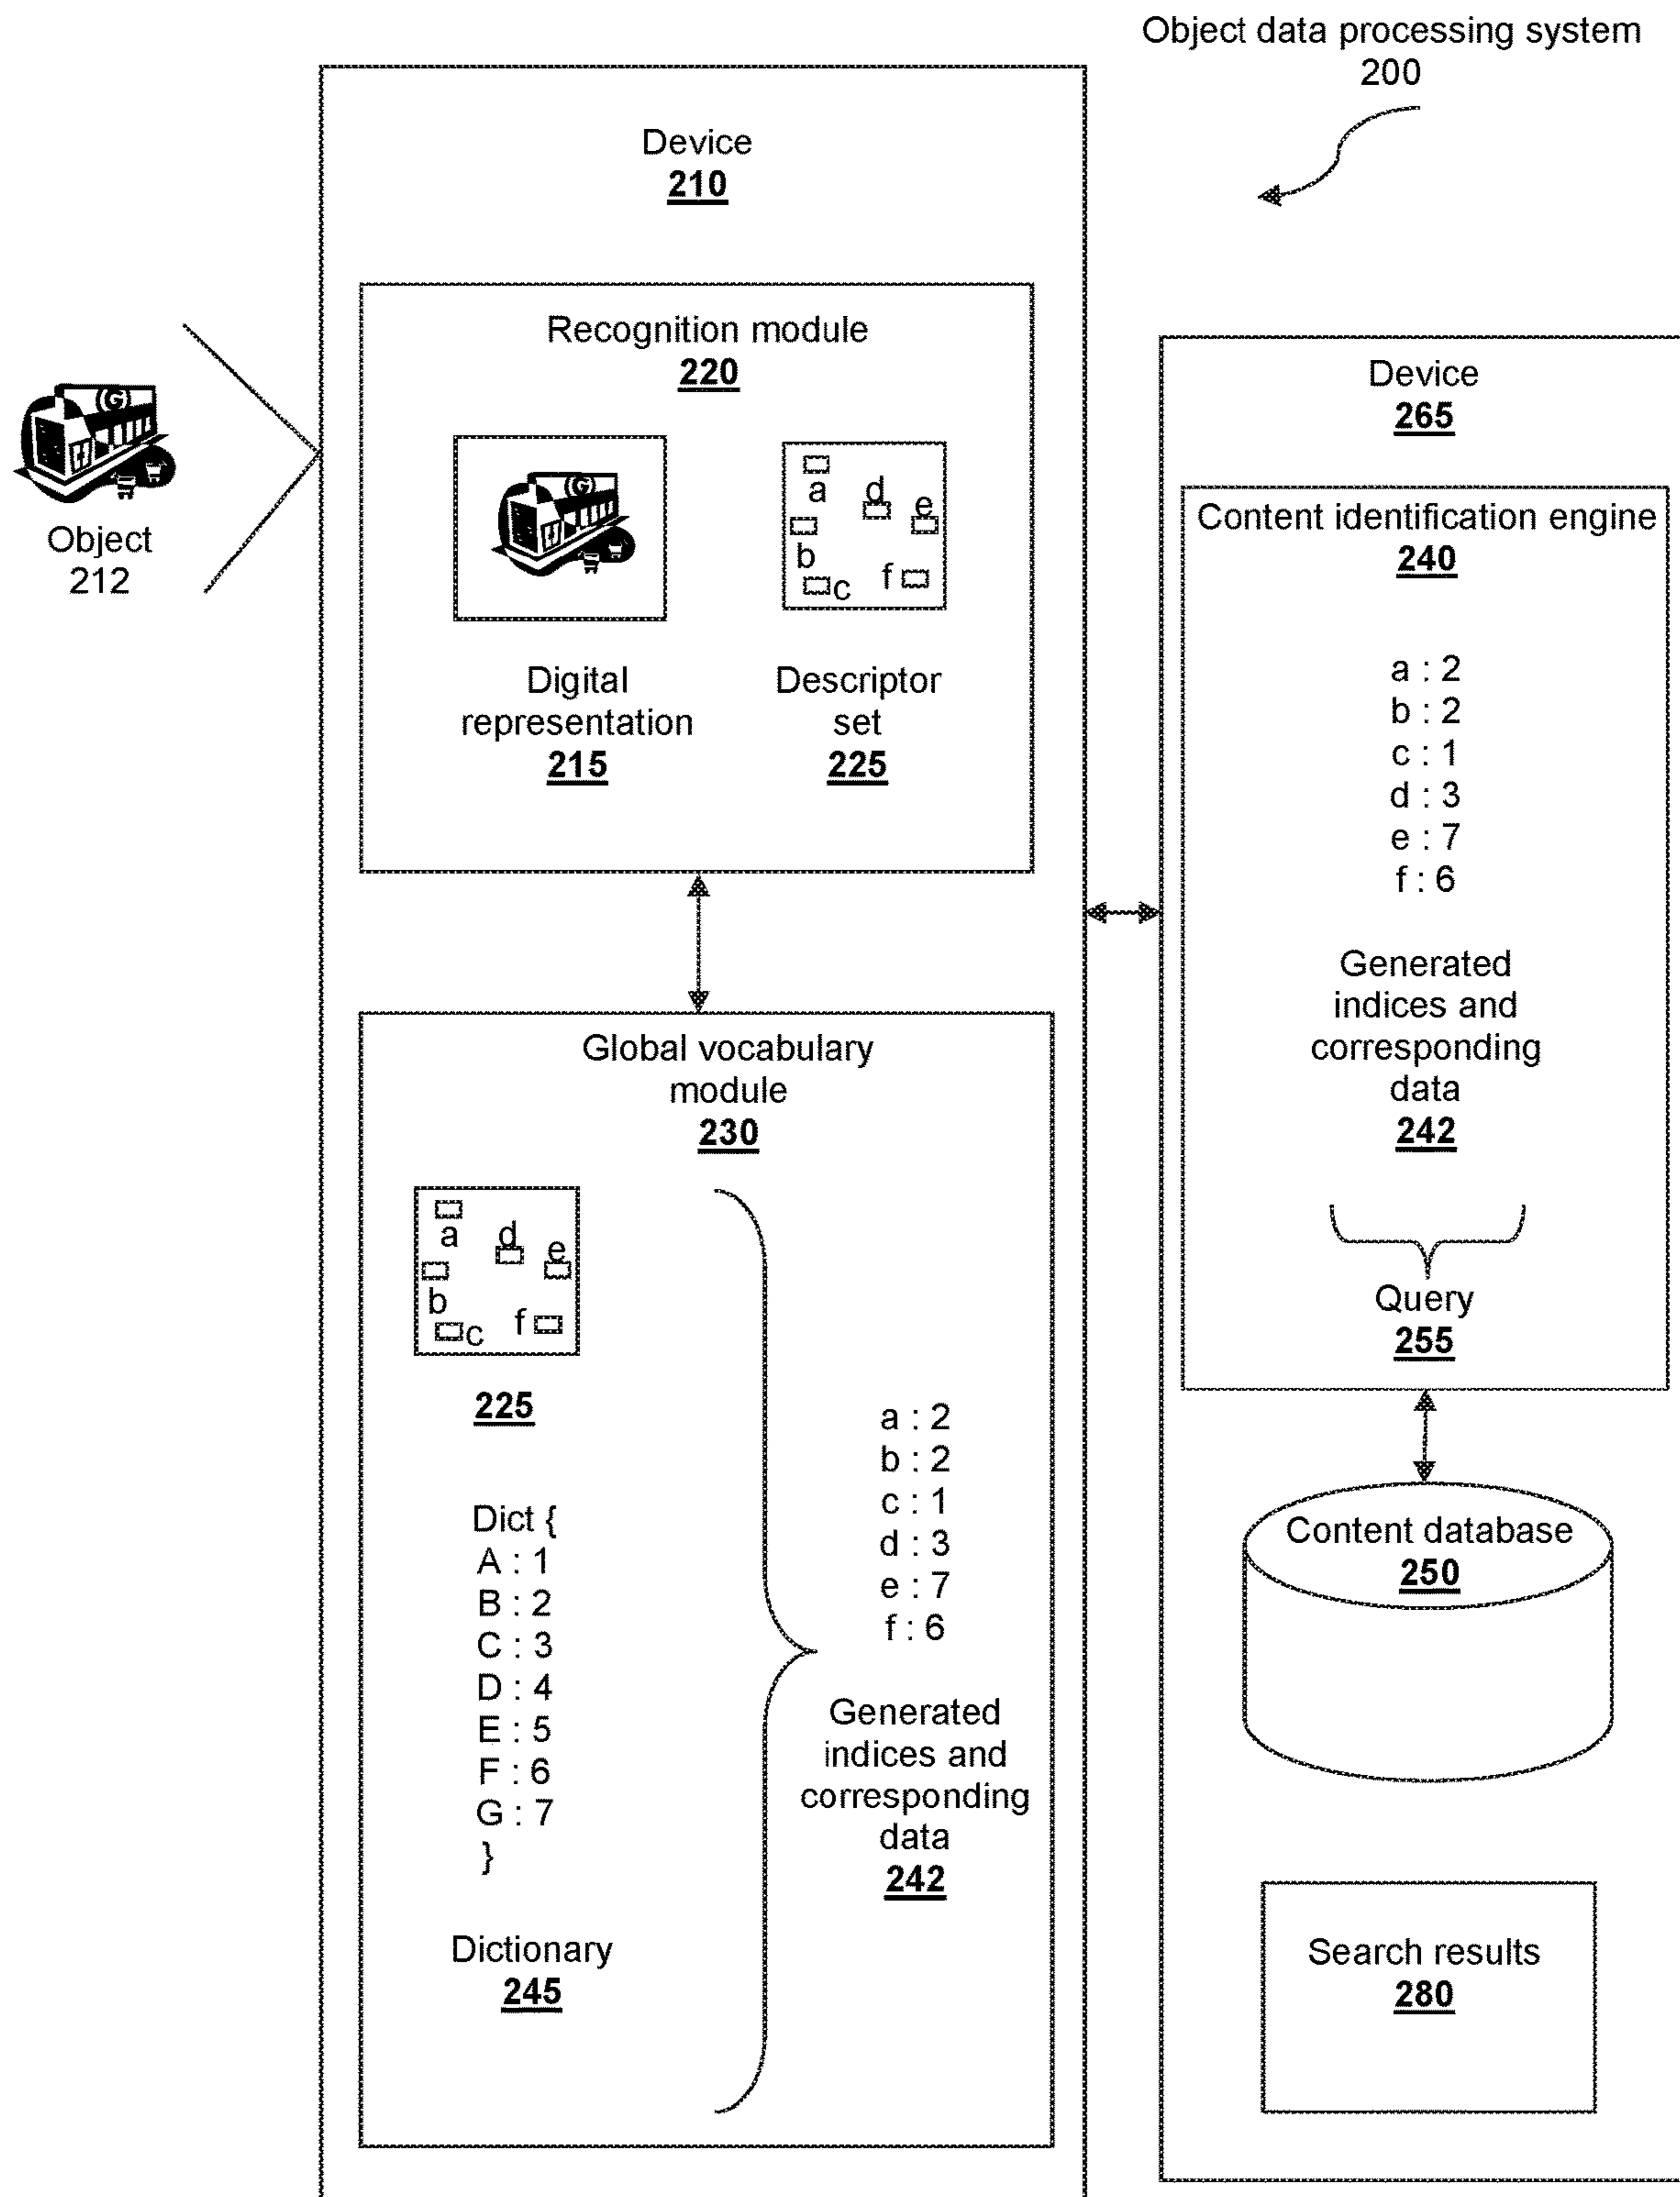 Object data processing system
200
Device
210
Recognition module
220
G
Object
212
G
a
d
e
b
c
f
Digital
representation
215
Descriptor
set
225
Global vocabulary
module
230
a
d
e
b
c
f
225
Dict {
A : 1
B : 2
C : 3
D : 4
E : 5
F : 6
G : 7
}
Dictionary
245
a : 2
b : 2
c : 1
d : 3
e : 7
f : 6
Generated
indices and
corresponding
data
242
Device
265
Content identification engine
240
a : 2
b : 2
c : 1
d : 3
e : 7
f : 6
Generated
indices and
corresponding
data
242
Query
255
Content database
250
Search results
280